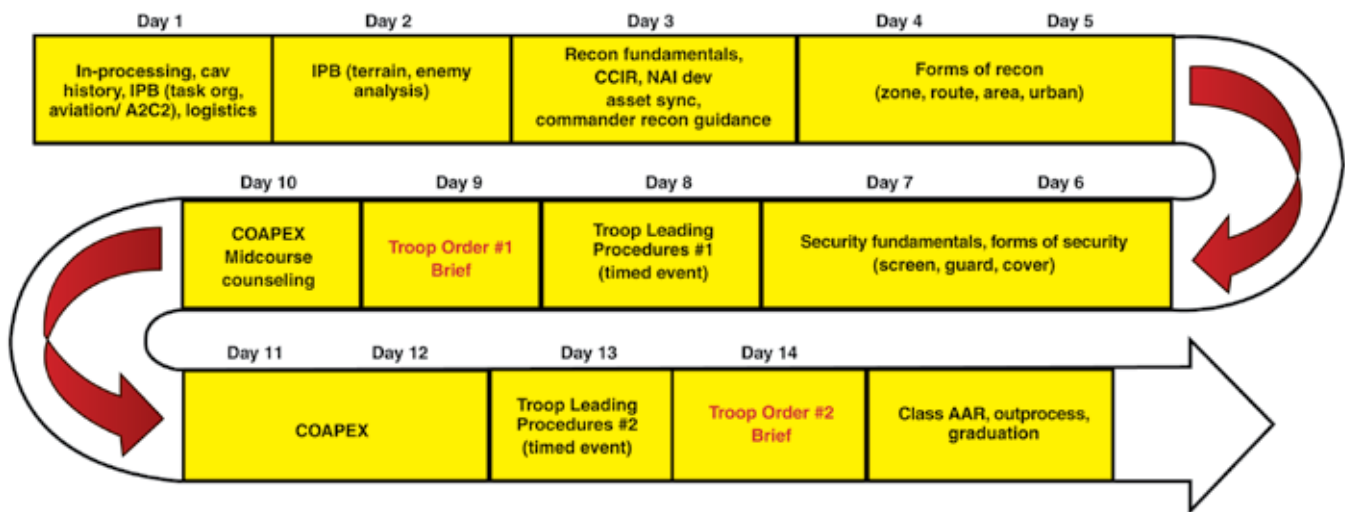 Day 1
Day 2
Day 3
Day 4
Day 5
In-processing, cav
history, IPB (task org,
aviation/ A2C2), logistics
IPB (terrain, enemy
analysis)
Recon fundamentals,
CCIR, NAI dev
asset sync,
commander recon guidance
Forms of recon
(zone, route, area, urban)
Day 10
Day 9
Day 8
Day 7
Day 6
COAPEX
Midcourse
counseling
Troop Order #1
Brief
Troop Leading
Procedures #1
(timed event)
Security fundamentals, forms of security
(screen, guard, cover)
Day 11
Day 12
Day 13
Day 14
COAPEX
Troop Leading
Procedures #2
(timed event)
Troop Order #2
Brief
Class AAR, outprocess,
graduation